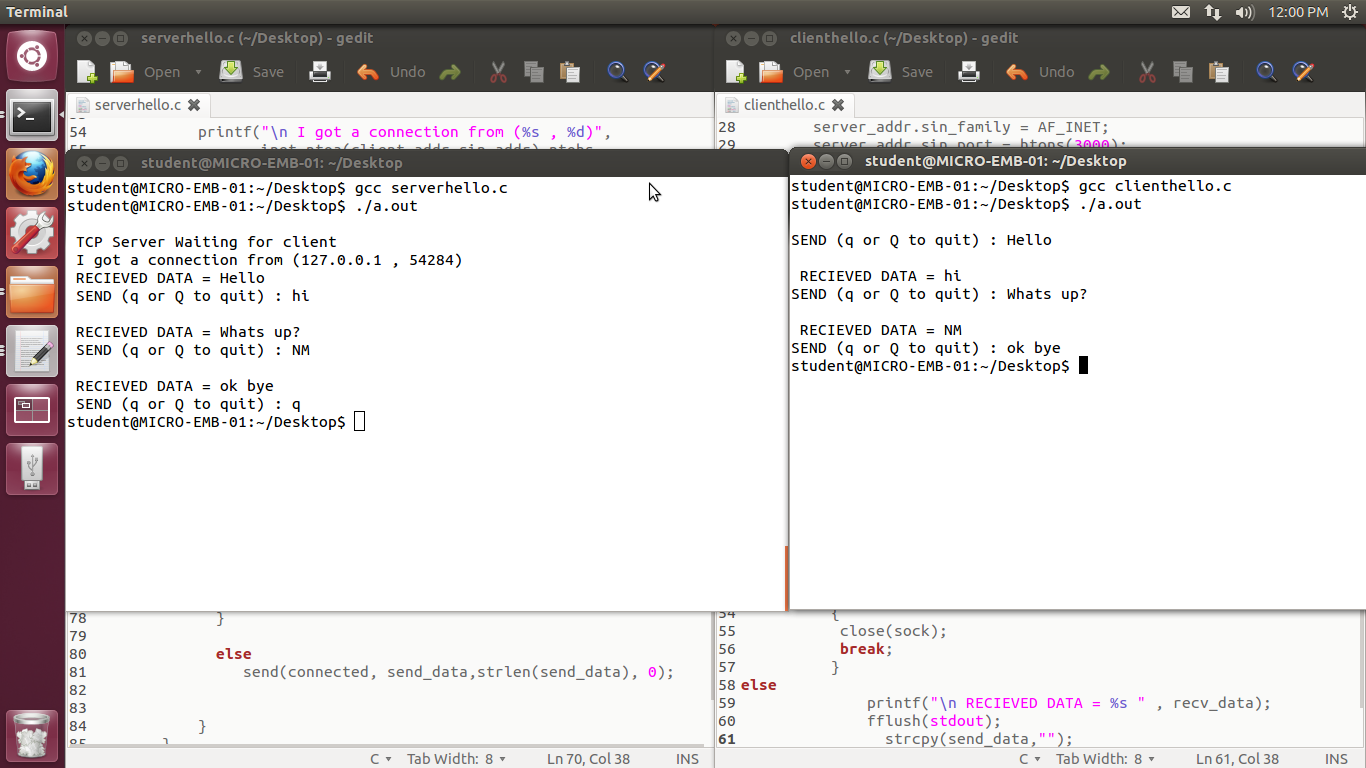 Terminal
12:00 PM
serverhello.c (~/Desktop) - gedit
Open Save Undo
serverhello.c
54 printf("\n I got a connection from (%s , %d)",
student@MICRO-EMB-01: ~/Desktop
student@MICRO-EMB-01:~/Desktop$ gcc serverhello.c
student@MICRO-EMB-01:~/Desktop$ ./a.out
TCP Server Waiting for client
I got a connection from (127.0.0.1 , 54284)
RECIEVED DATA = Hello
SEND (q or Q to quit) : hi
RECIEVED DATA = Whats up?
SEND (q or Q to quit) : NM
RECIEVED DATA = ok bye
SEND (q or Q to quit) : q
student@MICRO-EMB-01:~/Desktop$
78 }
79
80 else
81 send(connected, send_data,strlen(send_data), 0);
82
83
84 }
85 }
C Tab Width: 8 Ln 70, Col 38 INS
clienthello.c (~/Desktop) - gedit
Open Save Undo
clienthello.c
28 server_addr.sin_family = AF_INET;
29 server_addr.sin_port = htons(3000);
student@MICRO-EMB-01: ~/Desktop
student@MICRO-EMB-01:~/Desktop$ gcc clienthello.c
student@MICRO-EMB-01:~/Desktop$ ./a.out
SEND (q or Q to quit) : Hello
RECIEVED DATA = hi
SEND (q or Q to quit) : Whats up?
RECIEVED DATA = NM
SEND (q or Q to quit) : ok bye
student@MICRO-EMB-01:~/Desktop$
54 {
55 close(sock);
56 break;
57 }
58 else
59 printf("\n RECIEVED DATA = %s " , recv_data);
60 fflush(stdout);
61 strcpy(send_data,"");
C Tab Width: 8 Ln 61, Col 38 INS